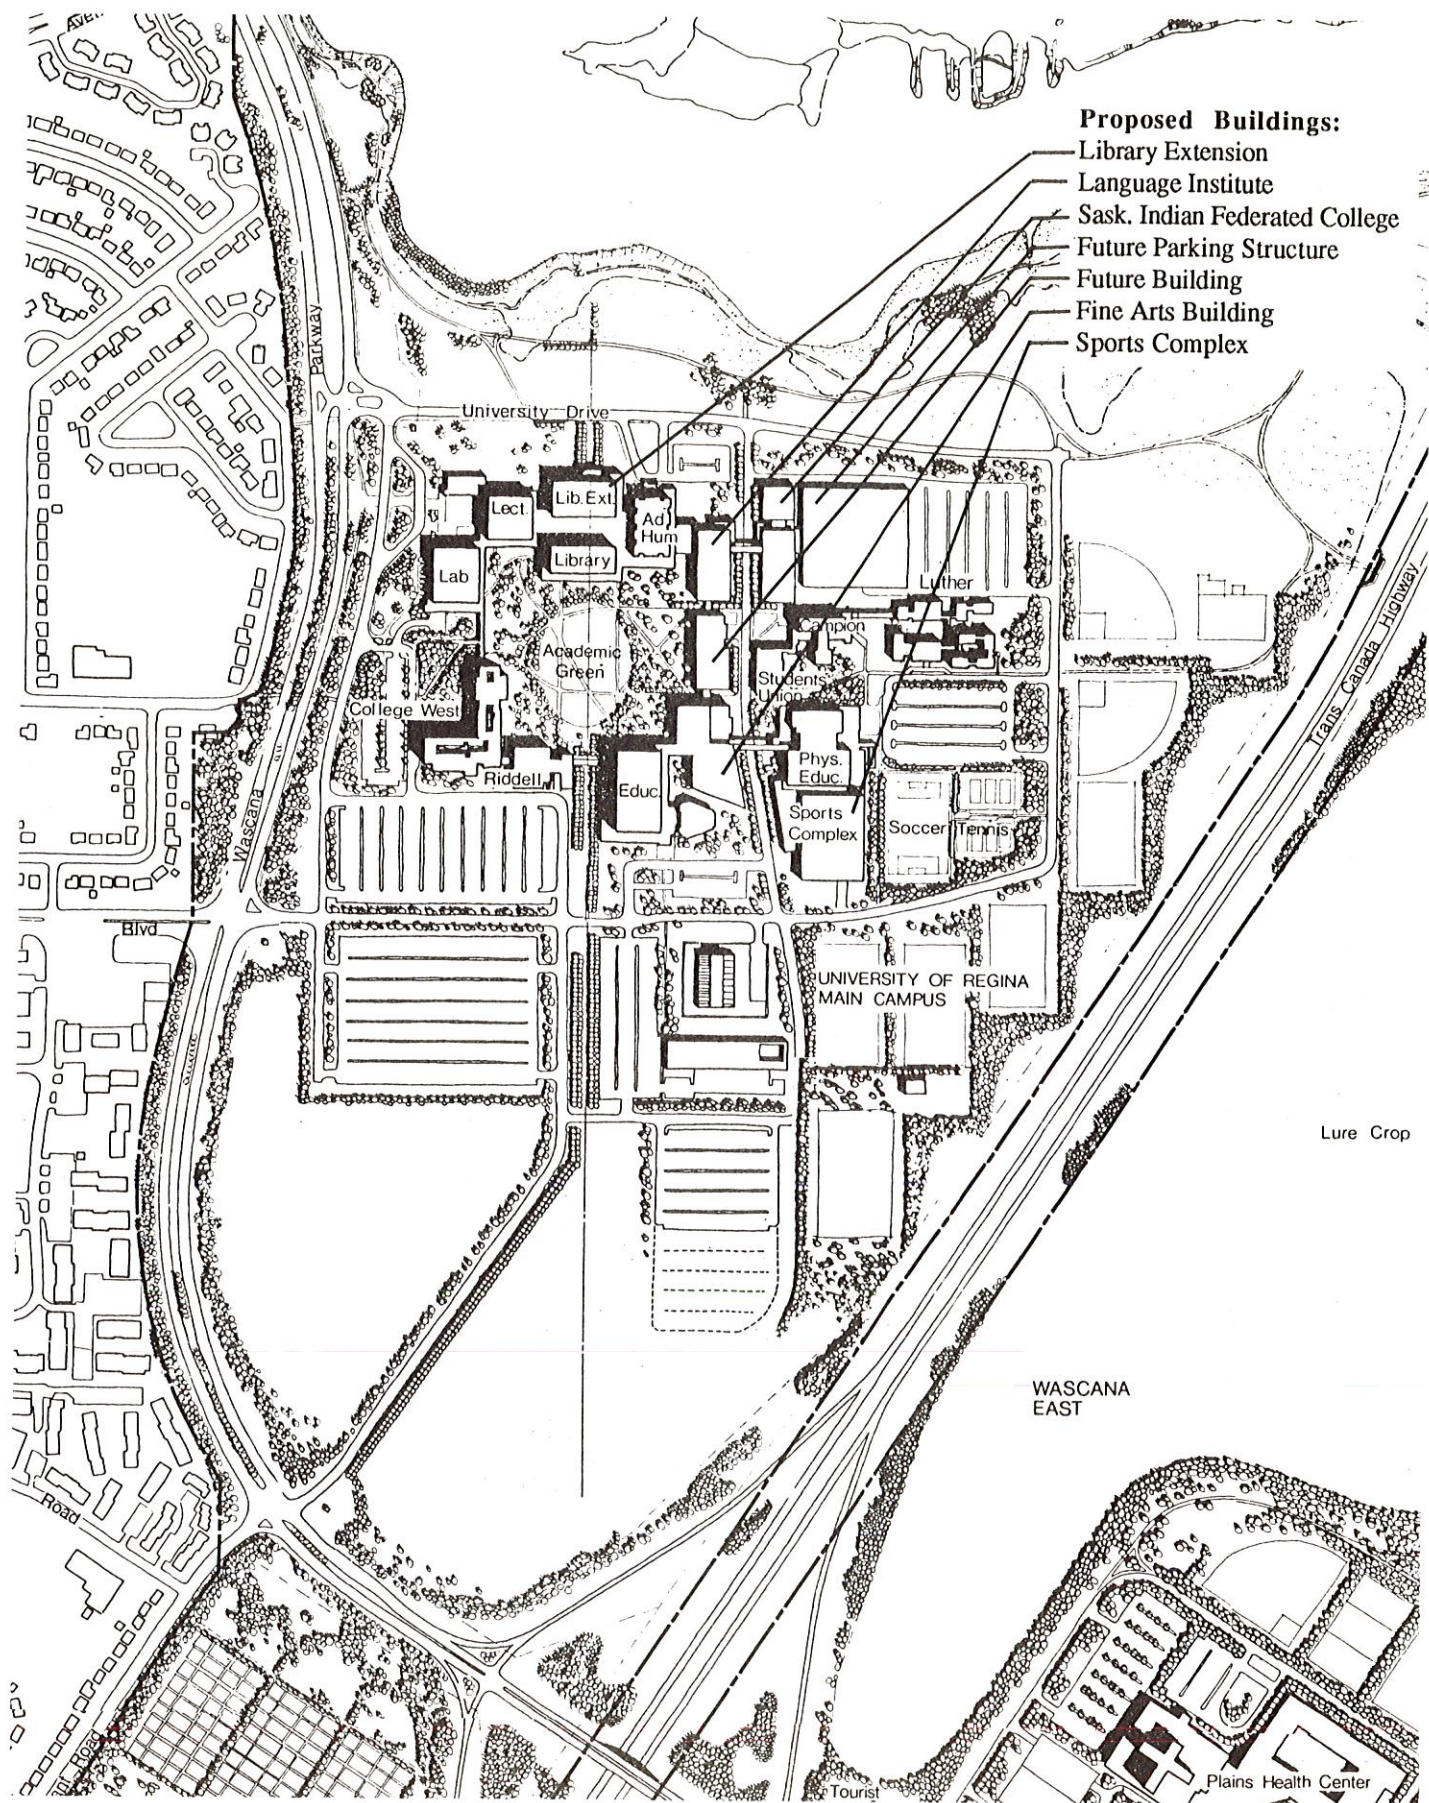 Proposed Buildings:
Library Extension
Language Institute
Sask. Indian Federated College
Future Parking Structure
Future Building
Fine Arts Building
Sports Complex
Parkway
University Drive
Lect.
Lib.Ext.
Ad.
Hum
Library
Lab
Luther
Campion
Academic
Green
Students
Union
College West
Riddell
Educ.
Phys.
Educ.
Sports
Complex
Soccer
Tennis
Wascana
Blvd
UNIVERSITY OF REGINA
MAIN CAMPUS
Trans Canada Highway
Lure Crop
WASCANA
EAST
Road
Plains Health Center
Tourist